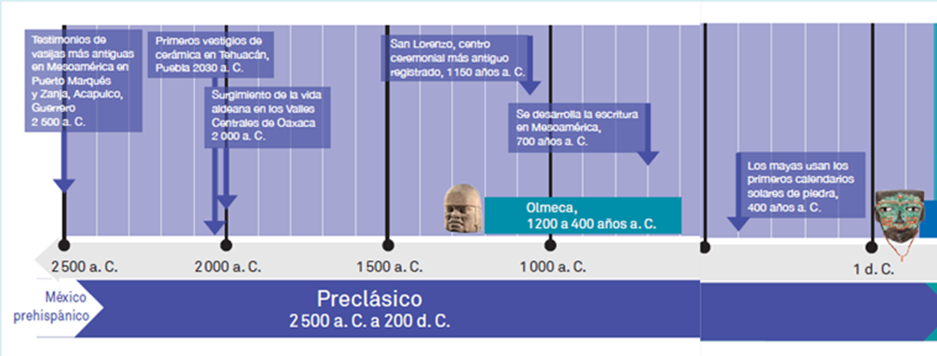 Testimonios de
vasijas más antiguas
en Mesoamérica en
Puerto Marqués
y Zanja, Acapulco,
Guerrero
2 500 a. C.
Primeros vestigios de
cerámica en Tehuacán,
Puebla 2030 a. C.
Surgimiento de la vida
aldeana en los Valles
Centrales de Oaxaca
2 000 a. C.
San Lorenzo, centro
ceremonial más antiguo
registrado, 1150 años a. C.
Se desarrolla la escritura
en Mesoamérica,
700 años a. C.
Los mayas usan los
primeros calendarios
solares de piedra,
400 años a. C.
Olmeca,
1200 a 400 años a. C.
2 500 a. C.
2 000 a. C.
1 500 a. C.
1 000 a. C.
1 d. C.
México
prehispánico
Preclásico
2 500 a. C. a 200 d. C.